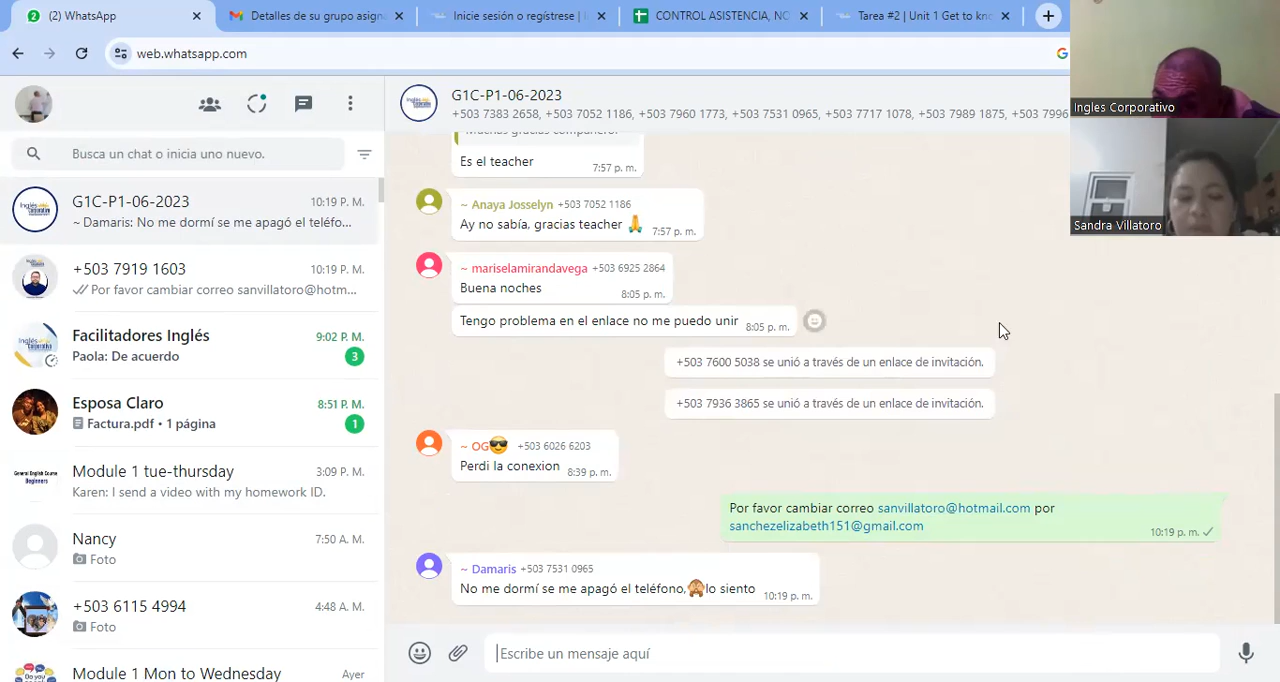 (2) WhatsApp
Detalles de su grupo asigna
Inicie sesión o regístrese | I
CONTROL ASISTENCIA, NO
Tarea #2 | Unit 1 Get to kno
web.whatsapp.com
Ingles Corporativo
Sandra Villatoro
Busca un chat o inicia uno nuevo.
G1C-P1-06-2023
10:19 P. M.
~ Damaris: No me dormí se me apagó el teléfo...
+503 7919 1603
10:19 P. M.
Por favor cambiar correo sanvillatoro@hotm...
Facilitadores Inglés
9:02 P. M.
Paola: De acuerdo
3
Esposa Claro
8:51 P. M.
Factura.pdf • 1 página
1
Module 1 tue-thursday
3:09 P. M.
Karen: I send a video with my homework ID.
Nancy
7:50 A. M.
Foto
+503 6115 4994
4:48 A. M.
Foto
Module 1 Mon to Wednesday
Ayer
G1C-P1-06-2023
+503 7383 2658, +503 7052 1186, +503 7960 1773, +503 7531 0965, +503 7717 1078, +503 7989 1875, +503 7996
Muchas gracias compañero!
Es el teacher
7:57 p. m.
~ Anaya Josselyn +503 7052 1186
Ay no sabía, gracias teacher 🙏
7:57 p. m.
~ mariselamirandavega +503 6925 2864
Buena noches
8:05 p. m.
Tengo problema en el enlace no me puedo unir
8:05 p. m.
+503 7600 5038 se unió a través de un enlace de invitación.
+503 7936 3865 se unió a través de un enlace de invitación.
~ OG😎 +503 6026 6203
Perdi la conexion
8:39 p. m.
Por favor cambiar correo sanvillatoro@hotmail.com por
sanchezelizabeth151@gmail.com
10:19 p. m.
~ Damaris +503 7531 0965
No me dormí se me apagó el teléfono,🙈lo siento
10:19 p. m.
Escribe un mensaje aquí